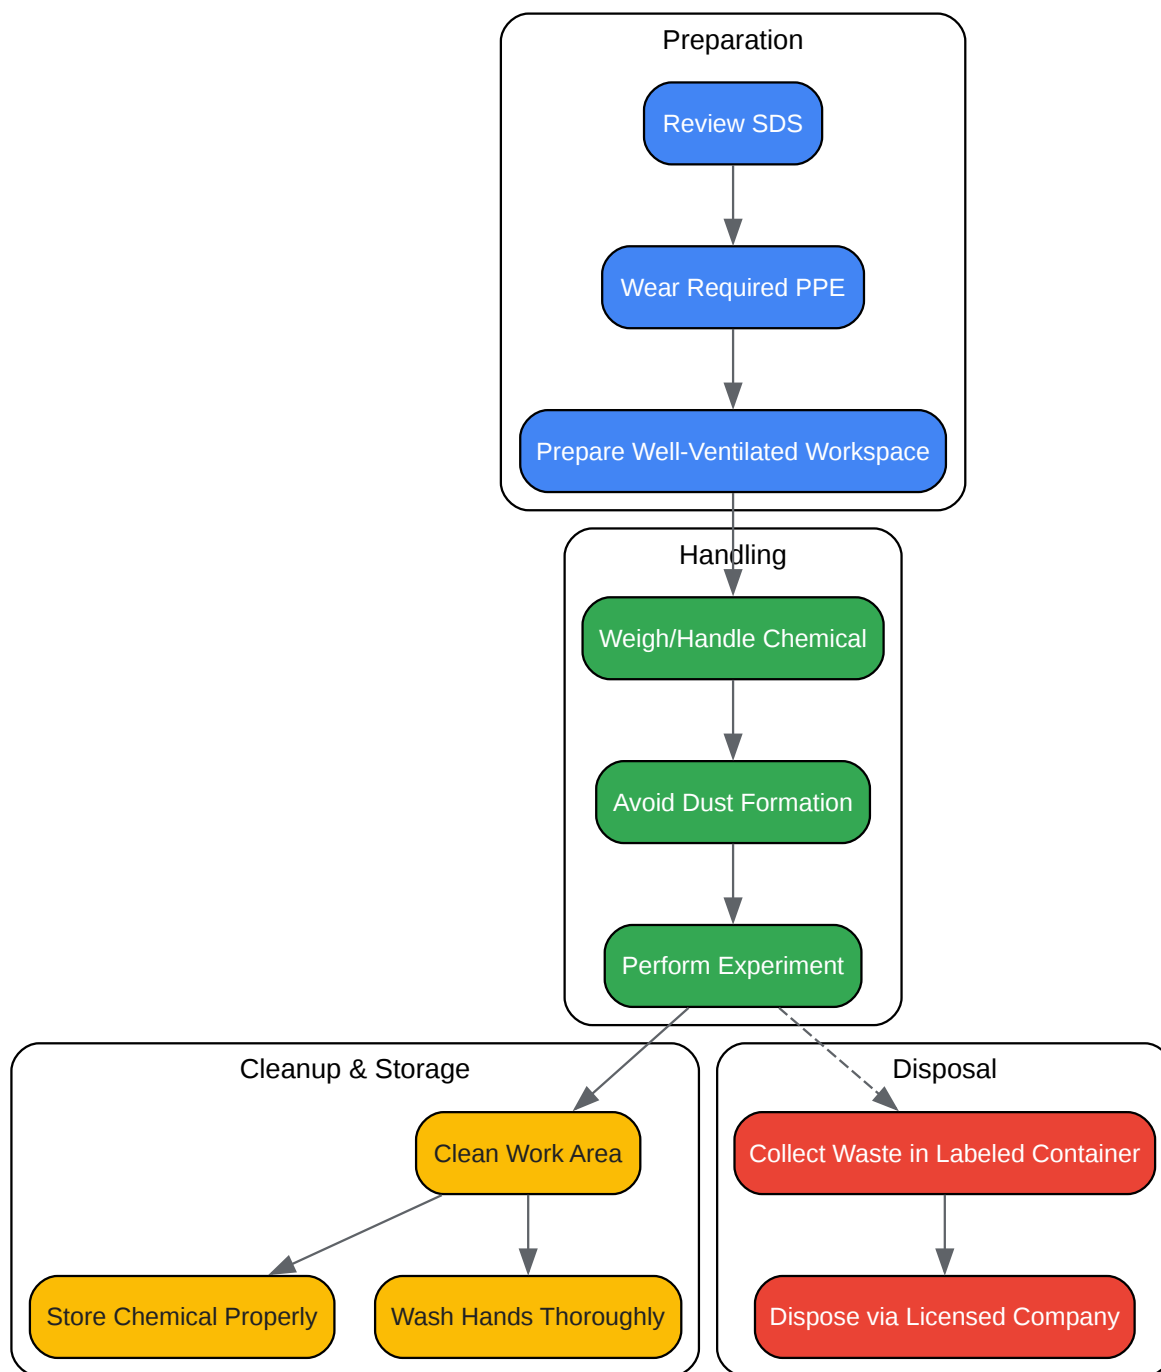 Preparation
Review SDS
Wear Required PPE
Prepare Well-Ventilated Workspace
Handling
Weigh/Handle Chemical
Avoid Dust Formation
Perform Experiment
Cleanup & Storage
Clean Work Area
Store Chemical Properly
Wash Hands Thoroughly
Disposal
Collect Waste in Labeled Container
Dispose via Licensed Company